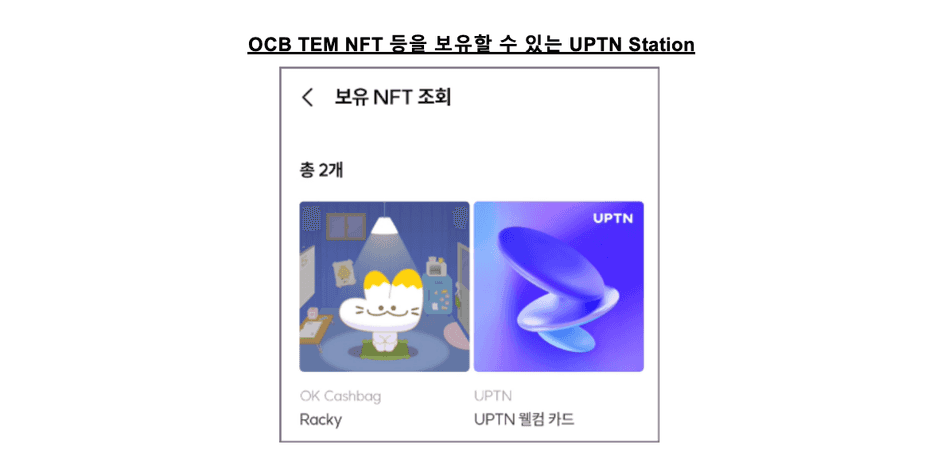 OCB TEM NFT 등을 보유할 수 있는 UPTN Station
보유 NFT 조회
총 2개
UPTN
OK Cashbag
UPTN
Racky
UPTN 웰컴 카드